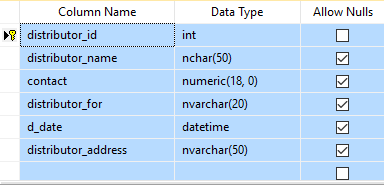 Column Name Data Type Allow Nulls
distributor_id int
distributor_name nchar(50)
contact numeric(18, 0)
distributor_for nvarchar(20)
d_date datetime
distributor_address nvarchar(50)